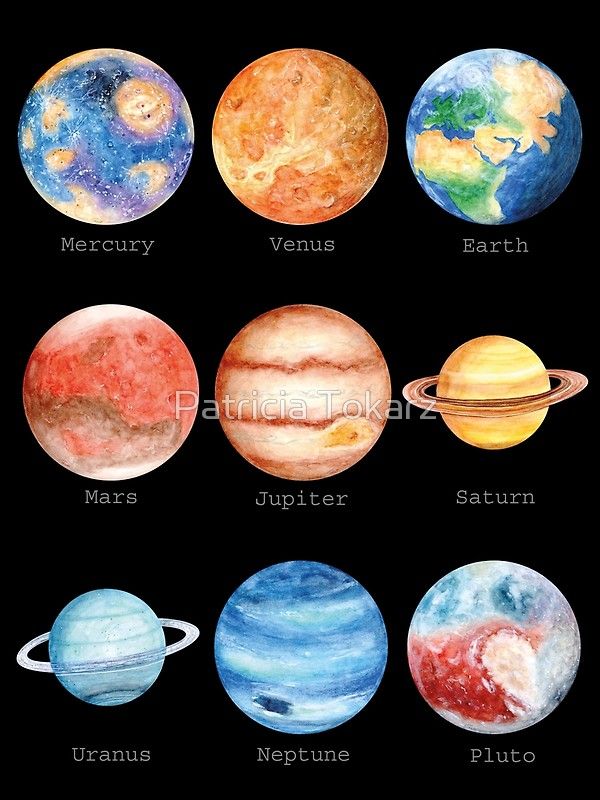 Mercury
Venus
Earth
Patricia Tokarz
Mars
Jupiter
Saturn
Uranus
Neptune
Pluto